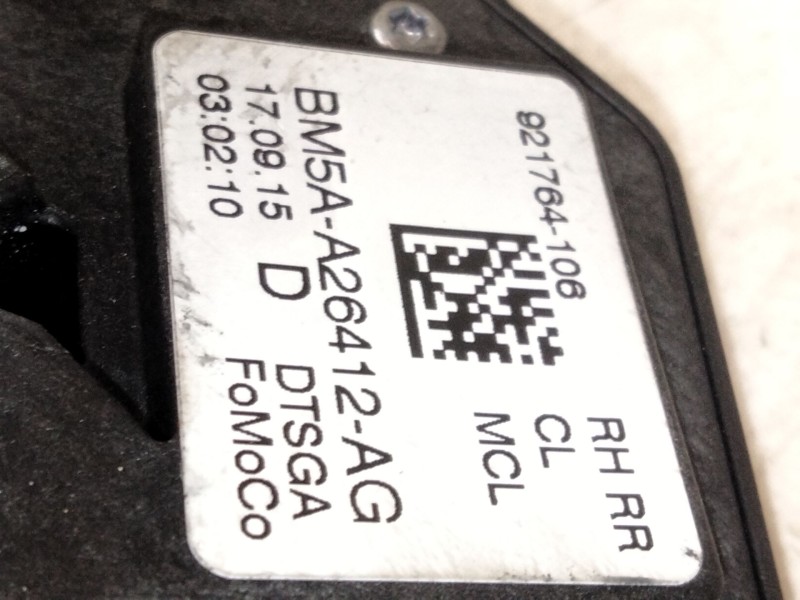 RH RR
921764-106
CL
MCL
BM5A-A26412-AG
17.09.15 D DTSGA
03:02:10 FoMoCo